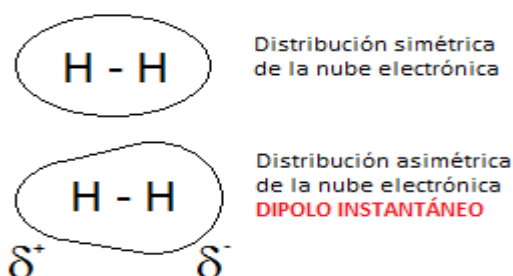 H - H
Distribución simétrica
de la nube electrónica
H - H
Distribución asimétrica
de la nube electrónica
DIPOLO INSTANTÁNEO
δ⁺ δ⁻